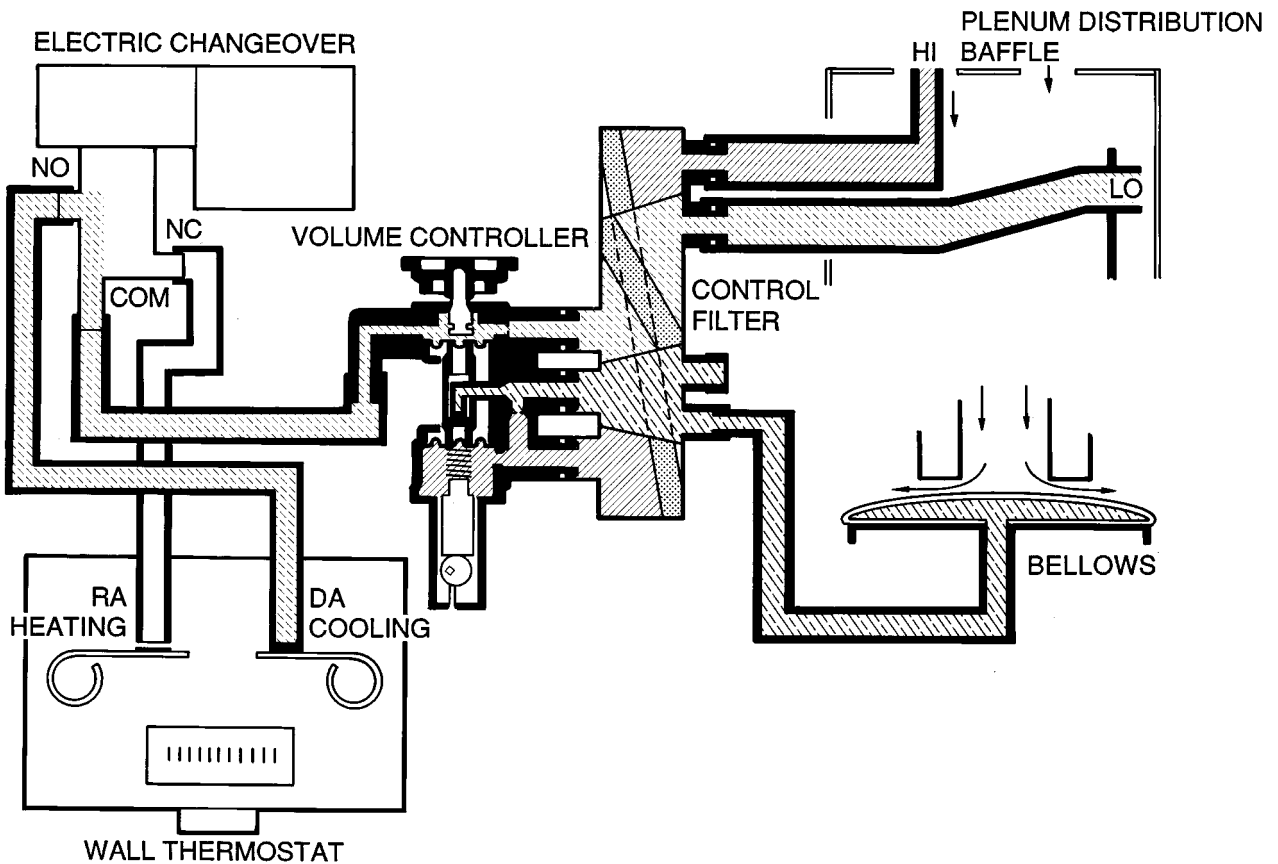 ELECTRIC CHANGEOVER
PLENUM DISTRIBUTION
BAFFLE
HI
LO
NO
NC
COM
VOLUME CONTROLLER
CONTROL
FILTER
BELLOWS
RA
HEATING
DA
COOLING
WALL THERMOSTAT